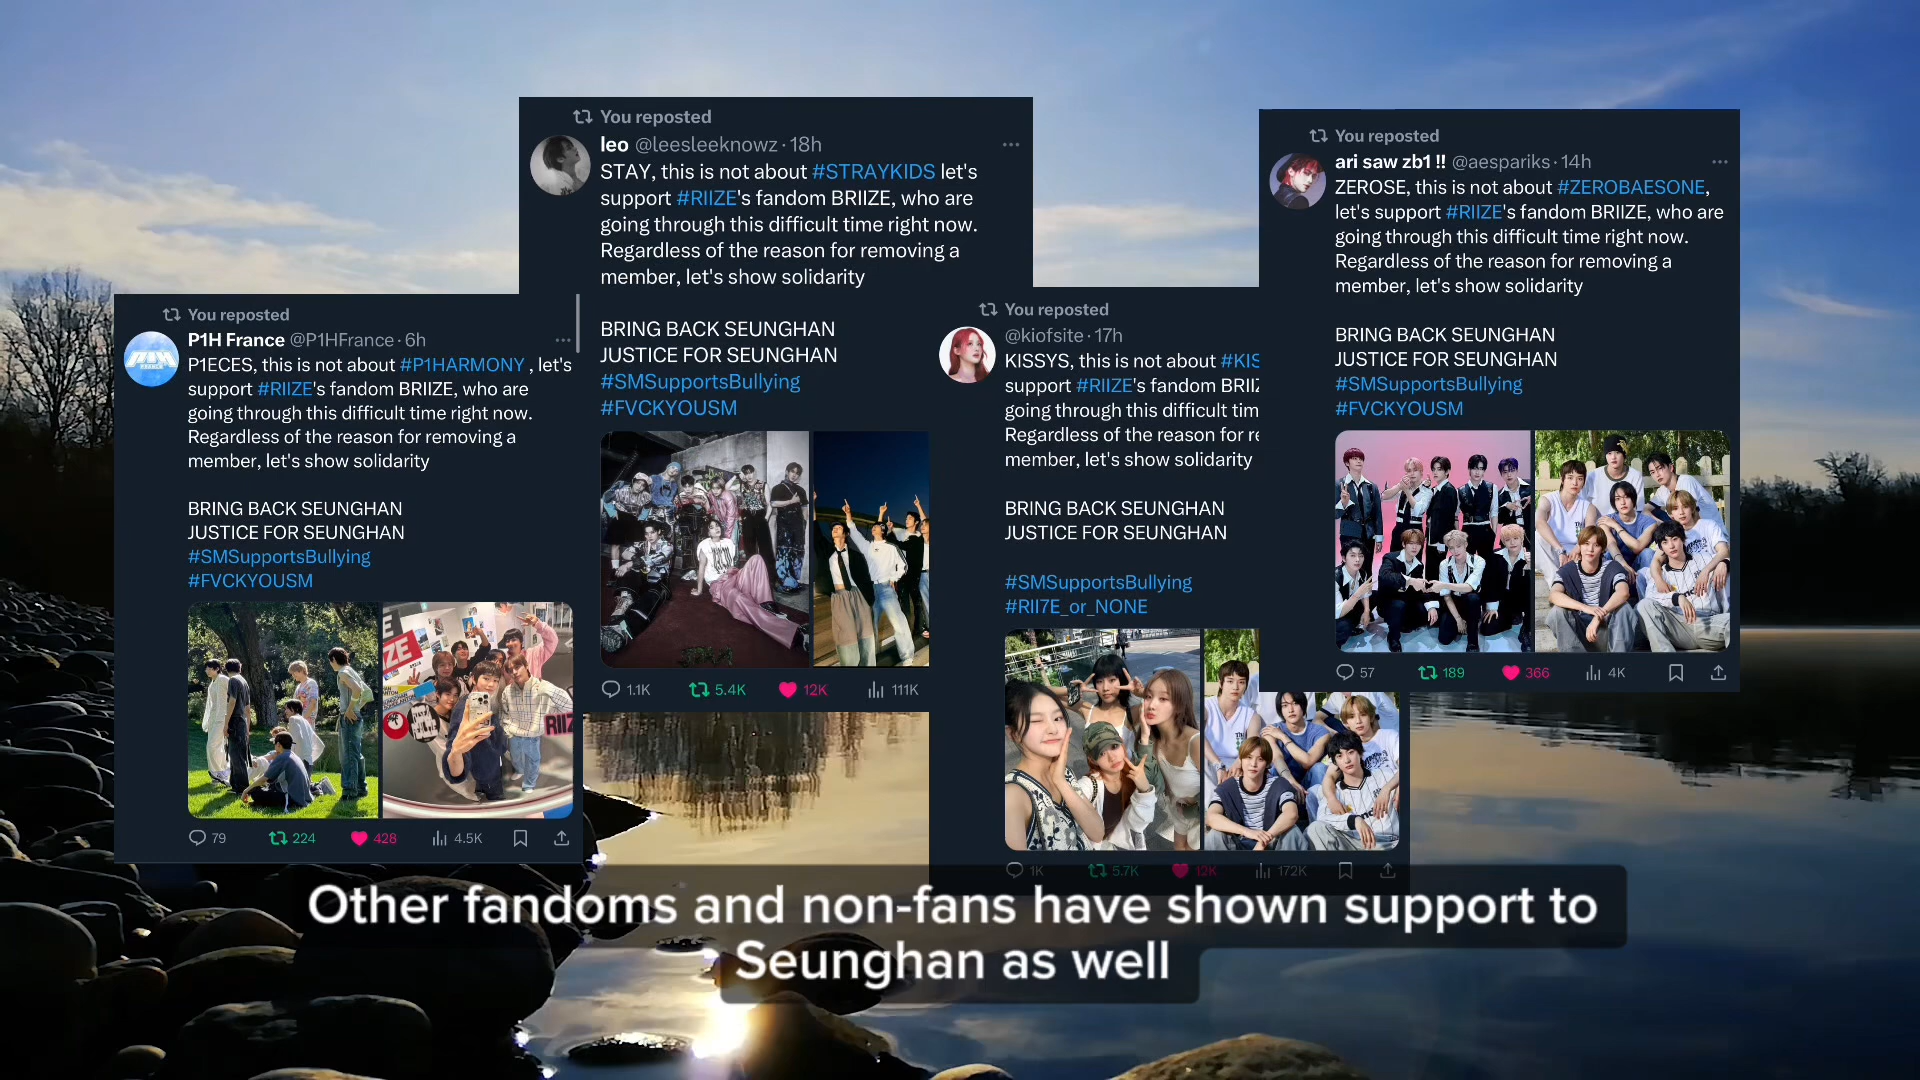 You reposted
P1H France @P1HFrance · 6h
P1ECES, this is not about #P1HARMONY , let's
support #RIIZE's fandom BRIIZE, who are
going through this difficult time right now.
Regardless of the reason for removing a
member, let's show solidarity
BRING BACK SEUNGHAN
JUSTICE FOR SEUNGHAN
#SMSupportsBullying
#FVCKYOUSM
79 224 428 4.5K
You reposted
leo @leesleeknowz · 18h
STAY, this is not about #STRAYKIDS let's
support #RIIZE's fandom BRIIZE, who are
going through this difficult time right now.
Regardless of the reason for removing a
member, let's show solidarity
BRING BACK SEUNGHAN
JUSTICE FOR SEUNGHAN
#SMSupportsBullying
#FVCKYOUSM
1.1K 5.4K 12K 111K
You reposted
@kiofsite · 17h
KISSYS, this is not about #KIS
support #RIIZE's fandom BRIIZ
going through this difficult tim
Regardless of the reason for re
member, let's show solidarity
BRING BACK SEUNGHAN
JUSTICE FOR SEUNGHAN
#SMSupportsBullying
#RII7E_or_NONE
1K 5.7K 12K 172K
You reposted
ari saw zb1 !! @aespariks · 14h
ZEROSE, this is not about #ZEROBAESONE,
let's support #RIIZE's fandom BRIIZE, who are
going through this difficult time right now.
Regardless of the reason for removing a
member, let's show solidarity
BRING BACK SEUNGHAN
JUSTICE FOR SEUNGHAN
#SMSupportsBullying
#FVCKYOUSM
57 189 366 4K
Other fandoms and non-fans have shown support to
Seunghan as well